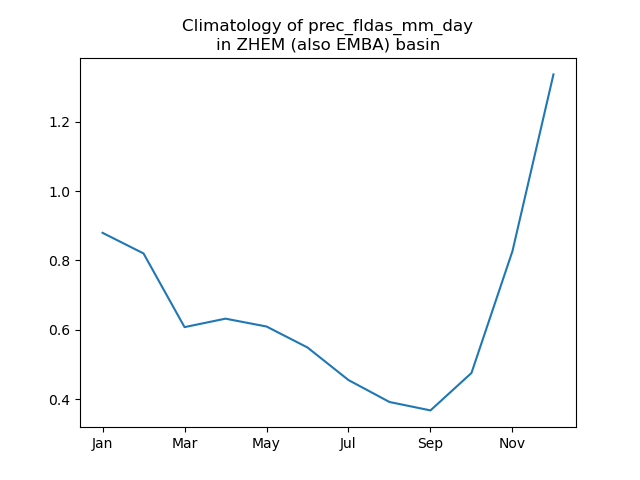 Climatology of prec_fldas_mm_day
in ZHEM (also EMBA) basin
1.2
1.0
0.8
0.6
0.4
Jan Mar May Jul Sep Nov